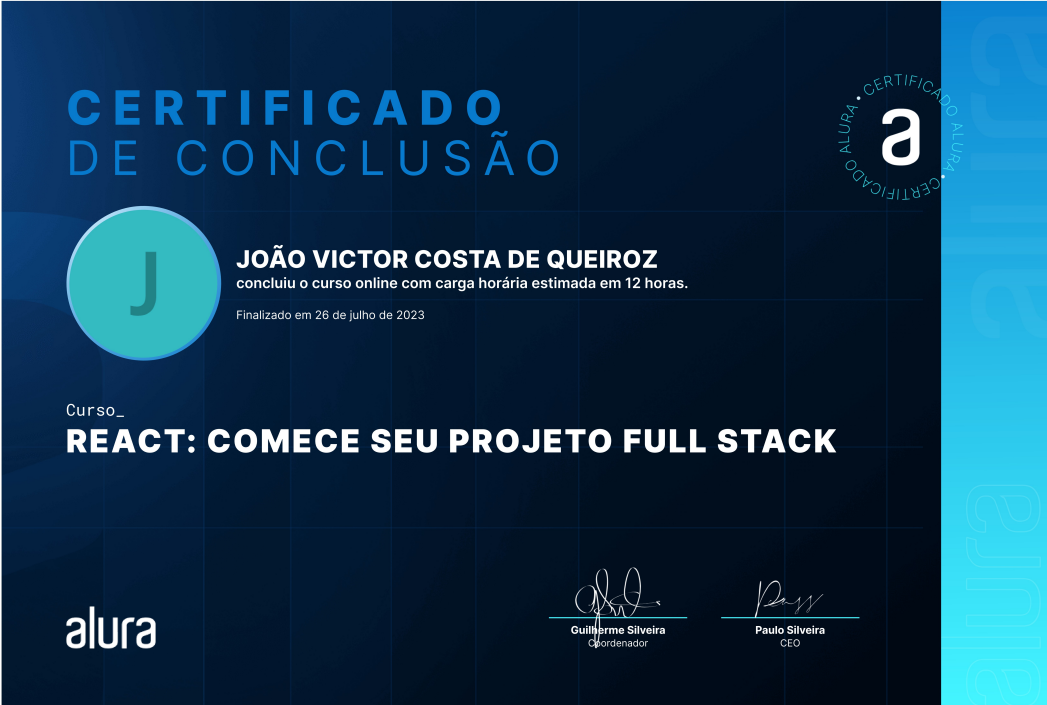 CERTIFICADO
DE CONCLUSÃO
CERTIFICADO ALURA • CERTIFICADO ALURA •
a
J
JOÃO VICTOR COSTA DE QUEIROZ
concluiu o curso online com carga horária estimada em 12 horas.
Finalizado em 26 de julho de 2023
Curso_
REACT: COMECE SEU PROJETO FULL STACK
alura
Guilherme Silveira
Coordenador
Paulo Silveira
CEO
alura
alura